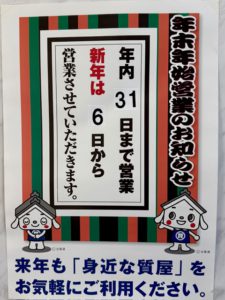 年末年始営業のお知らせ
年内31日まで営業
新年は6日から
営業させていただきます。
来年も「身近な質屋」を
お気軽にご利用ください。